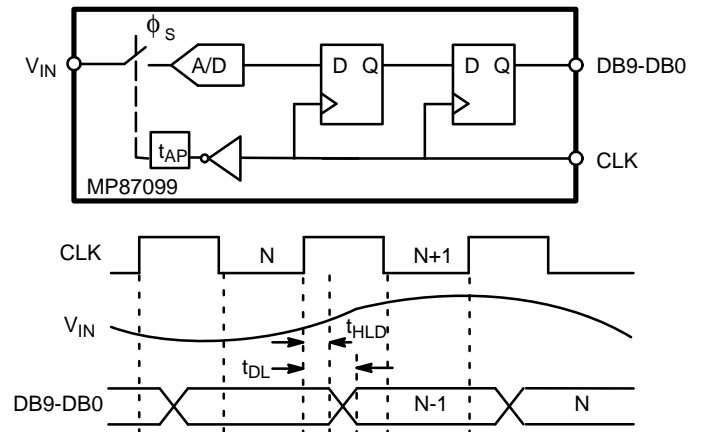 ϕS
VIN
A/D
D Q
D Q
DB9-DB0
tAP
CLK
MP87099
CLK
N
N+1
VIN
tHLD
tDL
DB9-DB0
N-1
N